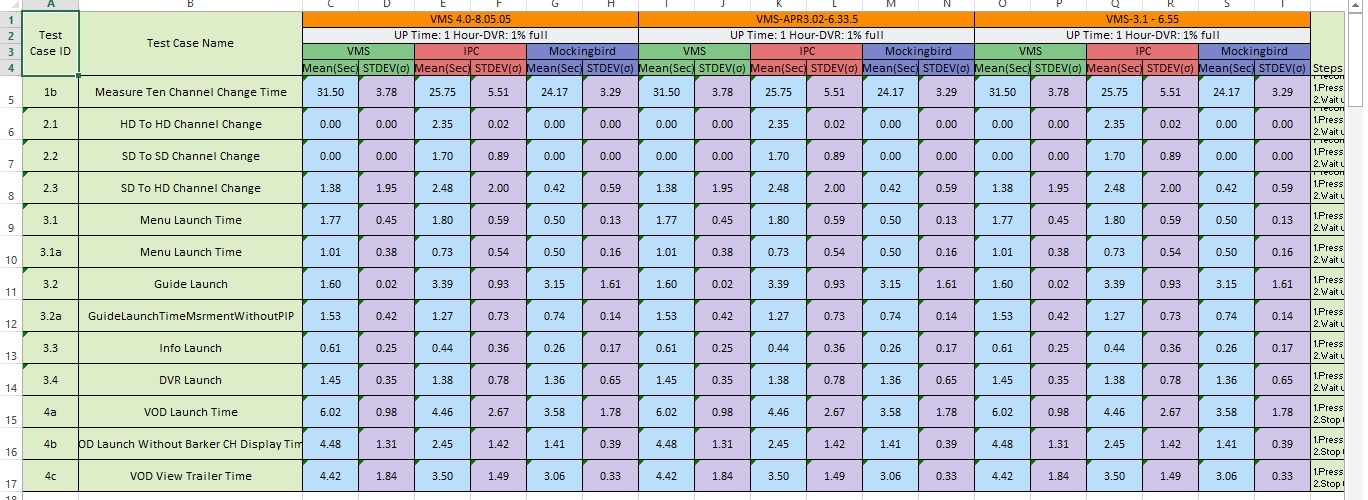 A B C D E F G H I J K L M N O P Q R S T
1 VMS 4.0-8.05.05 VMS-APR3.02-6.33.5 VMS-3.1 - 6.55
2 Test Case ID Test Case Name UP Time: 1 Hour-DVR: 1% full UP Time: 1 Hour-DVR: 1% full UP Time: 1 Hour-DVR: 1% full
3 VMS IPC Mockingbird VMS IPC Mockingbird VMS IPC Mockingbird
4 Mean(Sec) STDEV(σ) Mean(Sec) STDEV(σ) Mean(Sec) STDEV(σ) Mean(Sec) STDEV(σ) Mean(Sec) STDEV(σ) Mean(Sec) STDEV(σ) Mean(Sec) STDEV(σ) Mean(Sec) STDEV(σ) Mean(Sec) STDEV(σ) Steps
5 1b Measure Ten Channel Change Time 31.50 3.78 25.75 5.51 24.17 3.29 31.50 3.78 25.75 5.51 24.17 3.29 31.50 3.78 25.75 5.51 24.17 3.29 1.Press 2.Wait u
6 2.1 HD To HD Channel Change 0.00 0.00 2.35 0.02 0.00 0.00 0.00 0.00 2.35 0.02 0.00 0.00 0.00 0.00 2.35 0.02 0.00 0.00 1.Press 2.Wait u
7 2.2 SD To SD Channel Change 0.00 0.00 1.70 0.89 0.00 0.00 0.00 0.00 1.70 0.89 0.00 0.00 0.00 0.00 1.70 0.89 0.00 0.00 1.Press 2.Wait u
8 2.3 SD To HD Channel Change 1.38 1.95 2.48 2.00 0.42 0.59 1.38 1.95 2.48 2.00 0.42 0.59 1.38 1.95 2.48 2.00 0.42 0.59 1.Press 2.Wait u
9 3.1 Menu Launch Time 1.77 0.45 1.80 0.59 0.50 0.13 1.77 0.45 1.80 0.59 0.50 0.13 1.77 0.45 1.80 0.59 0.50 0.13 1.Press 2.Wait u
10 3.1a Menu Launch Time 1.01 0.38 0.73 0.54 0.50 0.16 1.01 0.38 0.73 0.54 0.50 0.16 1.01 0.38 0.73 0.54 0.50 0.16 1.Press 2.Wait u
11 3.2 Guide Launch 1.60 0.02 3.39 0.93 3.15 1.61 1.60 0.02 3.39 0.93 3.15 1.61 1.60 0.02 3.39 0.93 3.15 1.61 1.Press 2.Wait u
12 3.2a GuideLaunchTimeMsrmentWithoutPIP 1.53 0.42 1.27 0.73 0.74 0.14 1.53 0.42 1.27 0.73 0.74 0.14 1.53 0.42 1.27 0.73 0.74 0.14 1.Press 2.Wait u
13 3.3 Info Launch 0.61 0.25 0.44 0.36 0.26 0.17 0.61 0.25 0.44 0.36 0.26 0.17 0.61 0.25 0.44 0.36 0.26 0.17 1.Press 2.Wait u
14 3.4 DVR Launch 1.45 0.35 1.38 0.78 1.36 0.65 1.45 0.35 1.38 0.78 1.36 0.65 1.45 0.35 1.38 0.78 1.36 0.65 1.Press 2.Wait u
15 4a VOD Launch Time 6.02 0.98 4.46 2.67 3.58 1.78 6.02 0.98 4.46 2.67 3.58 1.78 6.02 0.98 4.46 2.67 3.58 1.78 1.Press 2.Stop
16 4b OD Launch Without Barker CH Display Tim 4.48 1.31 2.45 1.42 1.41 0.39 4.48 1.31 2.45 1.42 1.41 0.39 4.48 1.31 2.45 1.42 1.41 0.39 1.Press 2.Stop
17 4c VOD View Trailer Time 4.42 1.84 3.50 1.49 3.06 0.33 4.42 1.84 3.50 1.49 3.06 0.33 4.42 1.84 3.50 1.49 3.06 0.33 1.Press 2.Stop